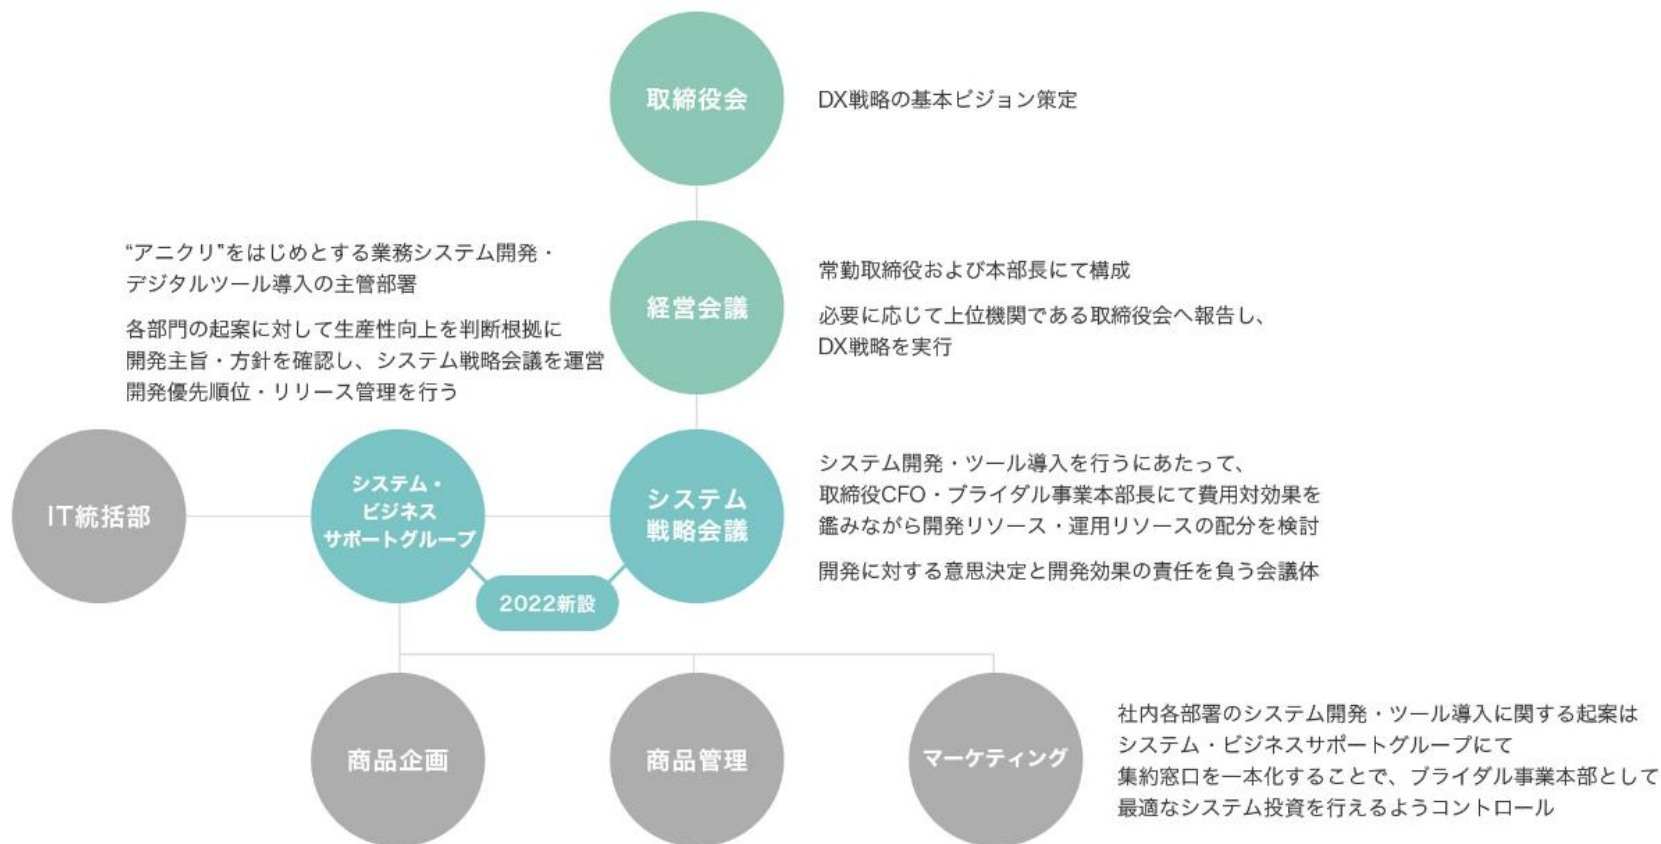 取締役会
DX戦略の基本ビジョン策定
“アニクリ”をはじめとする業務システム開発・
デジタルツール導入の主管部署
各部門の起案に対して生産性向上を判断根拠に
開発主旨・方針を確認し、システム戦略会議を運営
開発優先順位・リリース管理を行う
経営会議
常勤取締役および本部長にて構成
必要に応じて上位機関である取締役会へ報告し、
DX戦略を実行
IT統括部
システム・
ビジネス
サポートグループ
システム
戦略会議
2022新設
システム開発・ツール導入を行うにあたって、
取締役CFO・ブライダル事業本部長にて費用対効果を
鑑みながら開発リソース・運用リソースの配分を検討
開発に対する意思決定と開発効果の責任を負う会議体
商品企画
商品管理
マーケティング
社内各部署のシステム開発・ツール導入に関する起案は
システム・ビジネスサポートグループにて
集約窓口を一本化することで、ブライダル事業本部として
最適なシステム投資を行えるようコントロール